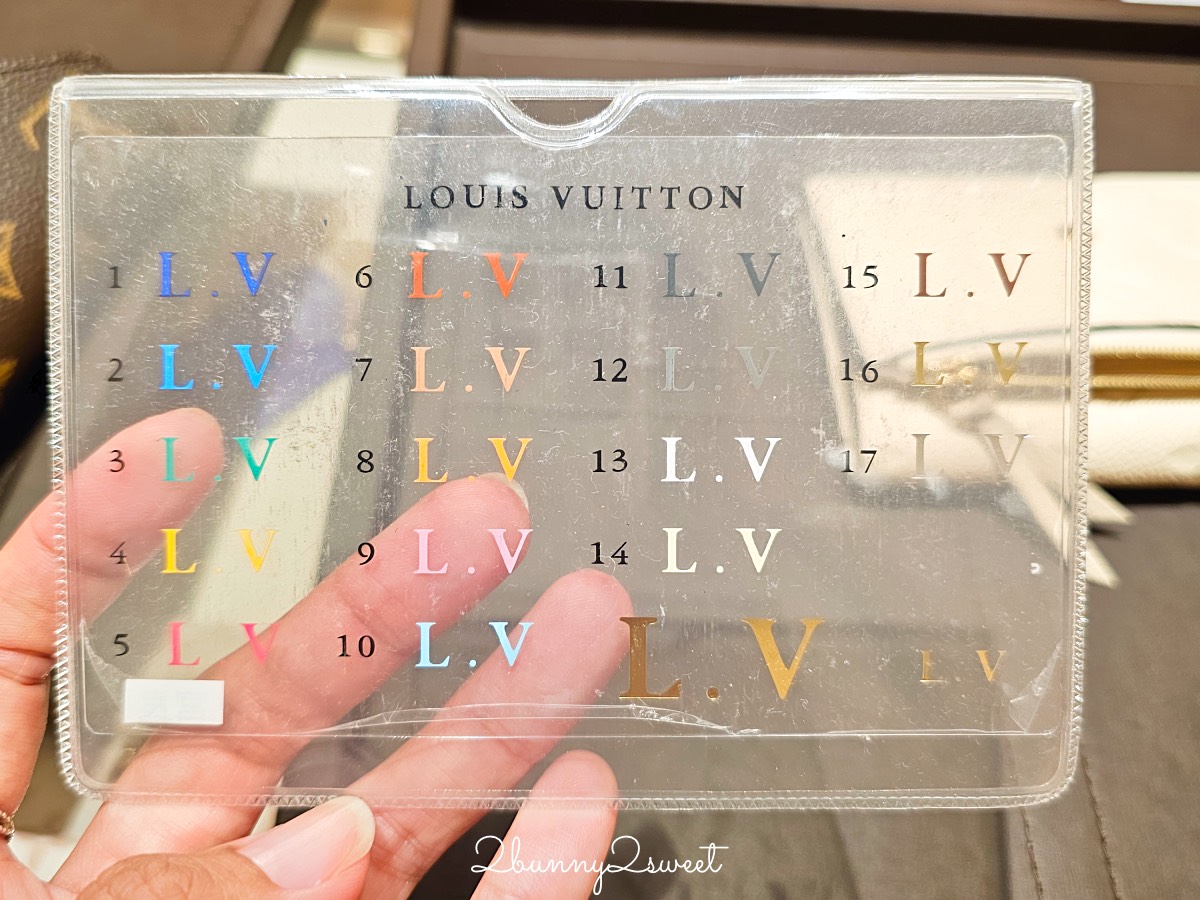 LOUIS VUITTON
1 L.V 6 L.V 11 L.V 15 L.V
2 L.V 7 L.V 12 L.V 16 L.V
3 L.V 8 L.V 13 L.V 17 L.V
4 L.V 9 L.V 14 L.V
5 L.V 10 L.V L.V L.V
2bunny2sweet